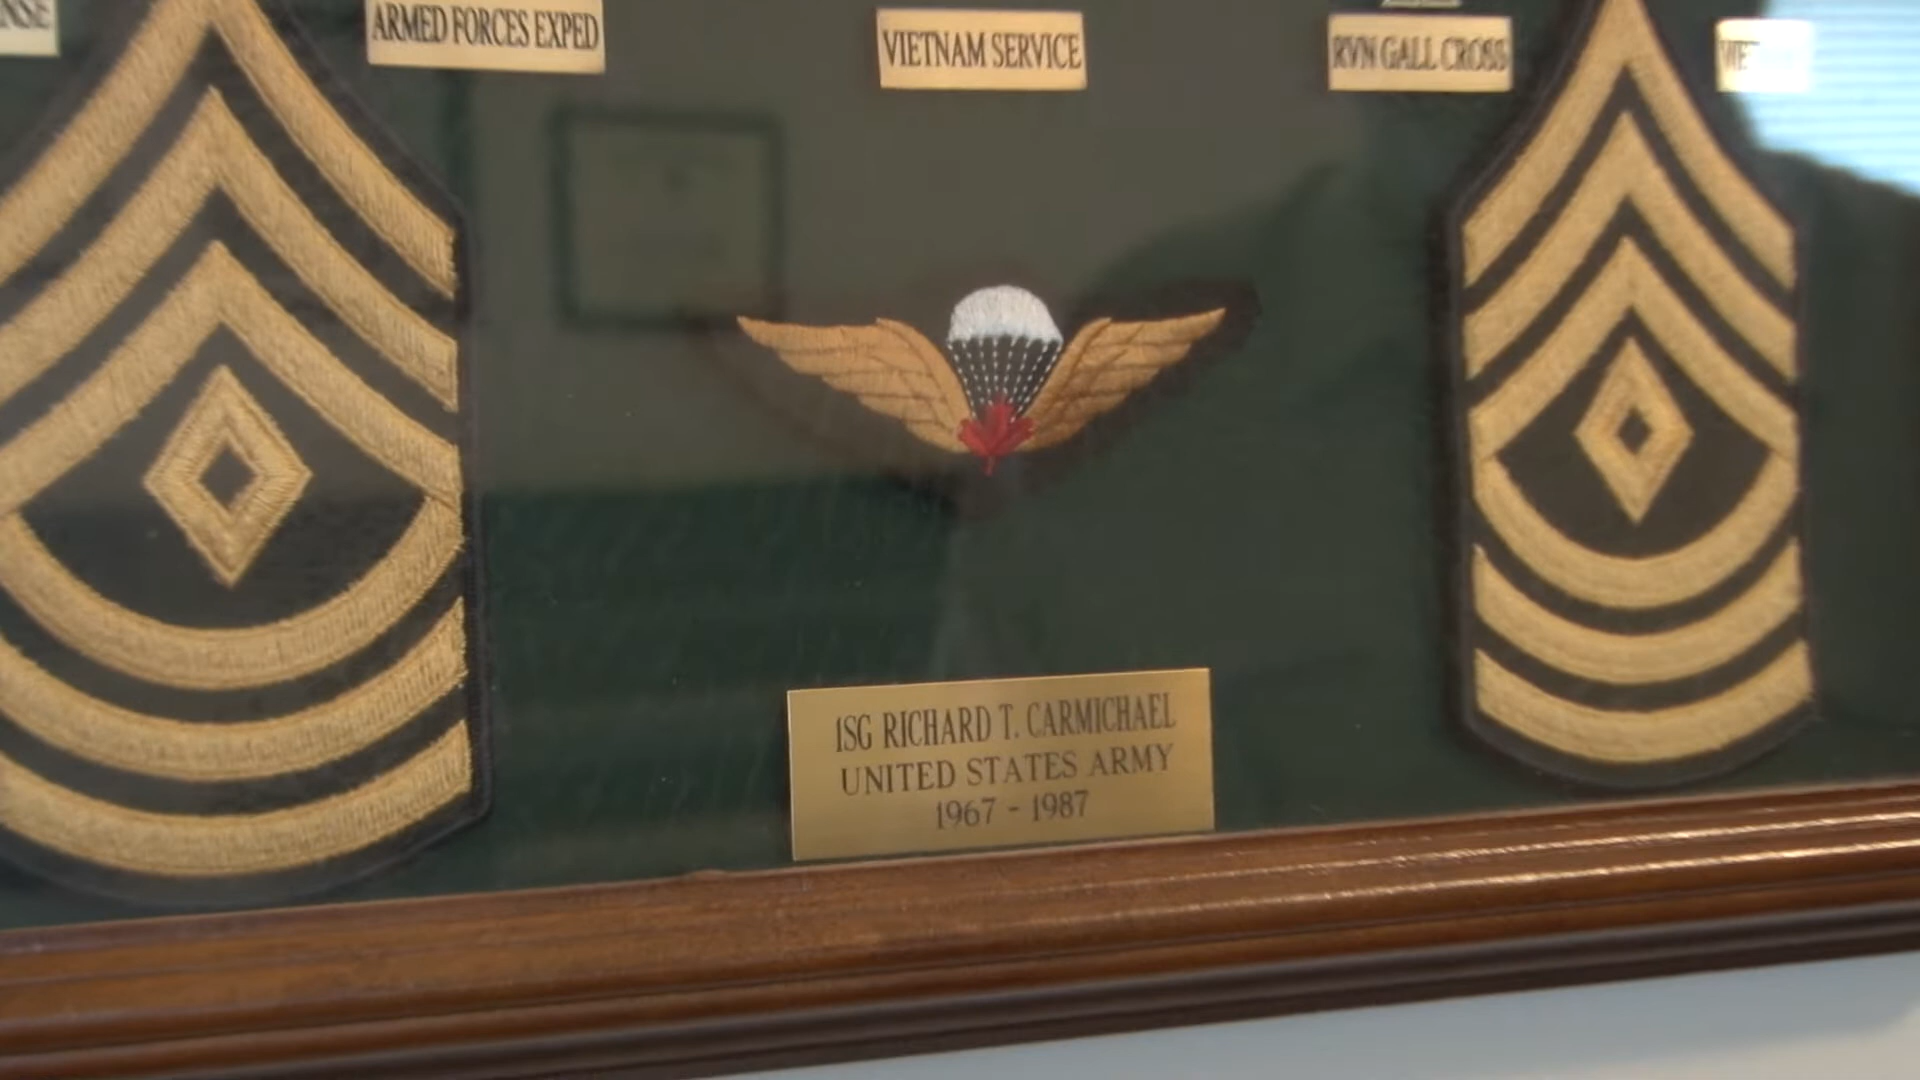 ARMED FORCES EXPED
VIETNAM SERVICE
RVN GALL CROSS
1SG RICHARD T. CARMICHAEL
UNITED STATES ARMY
1967 - 1987